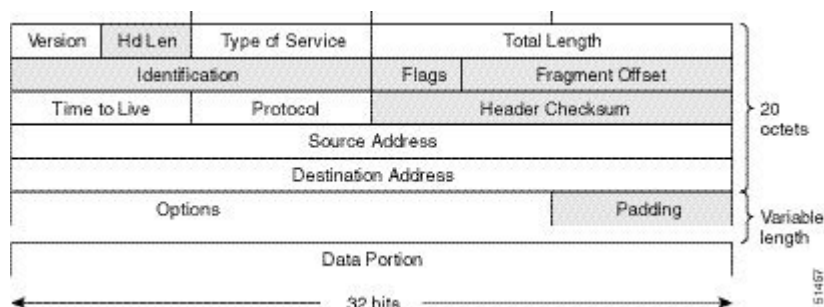 Version Hd Len Type of Service Total Length
Identification Flags Fragment Offset
Time to Live Protocol Header Checksum
20 octets
Source Address
Destination Address
Options Padding
Variable length
Data Portion
32 bits
51457